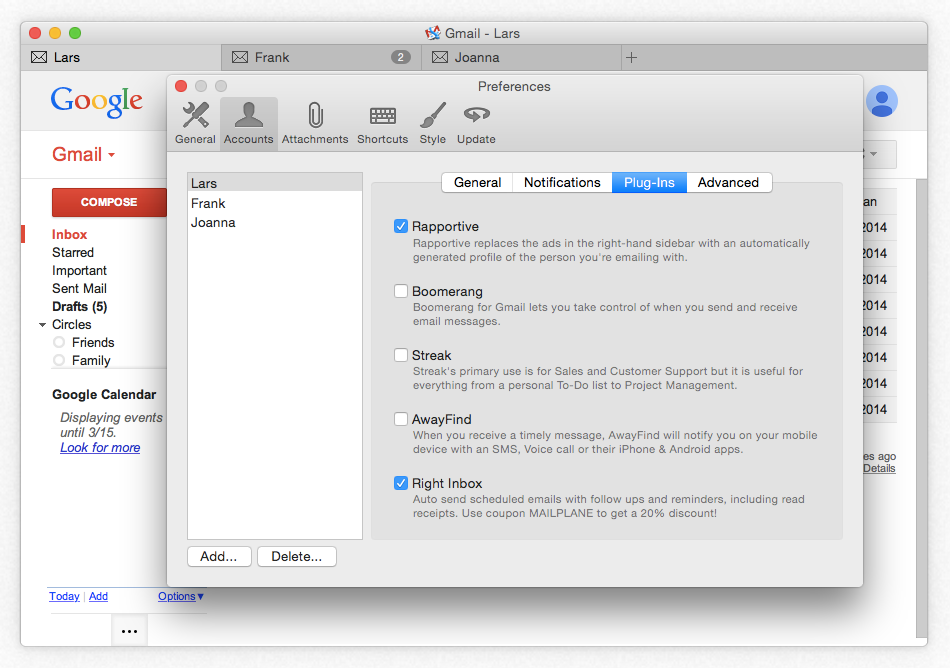 Gmail - Lars
Lars
Frank
2
Joanna
Preferences
General
Accounts
Attachments
Shortcuts
Style
Update
Google
Gmail
COMPOSE
Inbox
Starred
Important
Sent Mail
Drafts (5)
Circles
Friends
Family
Google Calendar
Displaying events
until 3/15.
Look for more
Today | Add
Options
Lars
Frank
Joanna
Add...
Delete...
General
Notifications
Plug-Ins
Advanced
Rapportive
Rapportive replaces the ads in the right-hand sidebar with an automatically
generated profile of the person you're emailing with.
Boomerang
Boomerang for Gmail lets you take control of when you send and receive
email messages.
Streak
Streak's primary use is for Sales and Customer Support but it is useful for
everything from a personal To-Do list to Project Management.
AwayFind
When you receive a timely message, AwayFind will notify you on your mobile
device with an SMS, Voice call or their iPhone & Android apps.
Right Inbox
Auto send scheduled emails with follow ups and reminders, including read
receipts. Use coupon MAILPLANE to get a 20% discount!
an
2014
2014
2014
2014
2014
2014
2014
2014
es ago
Details